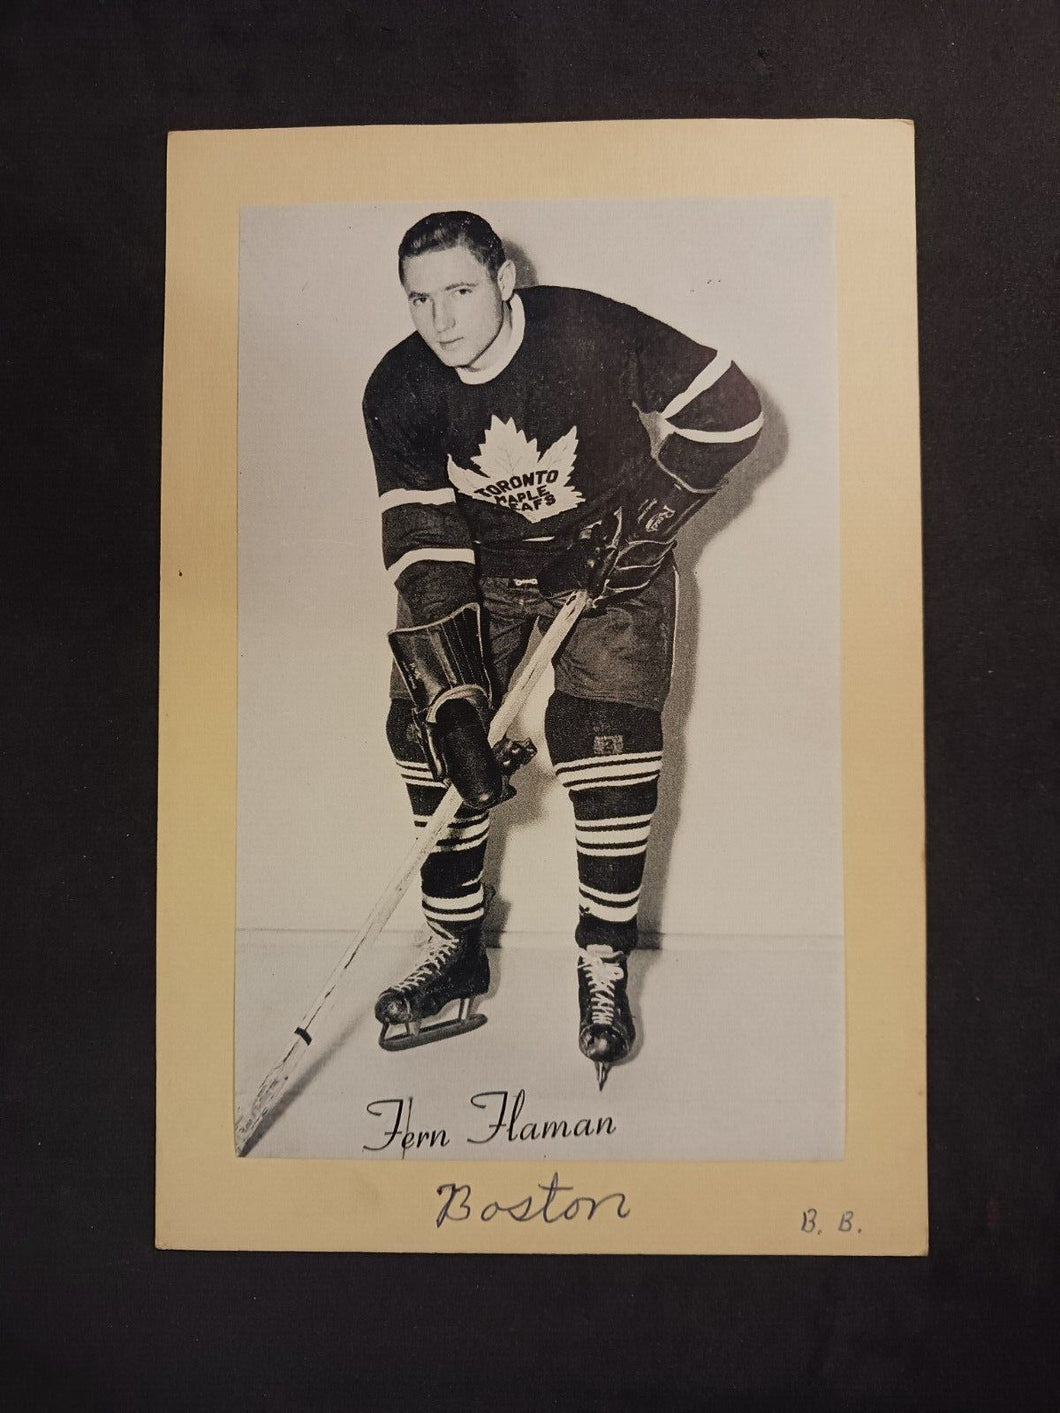 TORONTO
MAPLE
LEAFS
Fern Flaman
Boston
B. B.